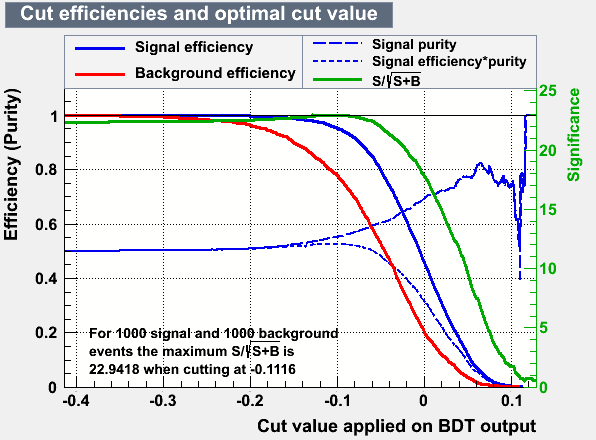 Cut efficiencies and optimal cut value
Signal efficiency
Background efficiency
Signal purity
Signal efficiency*purity
S/√S+B
Efficiency (Purity)
1
0.8
0.6
0.4
0.2
0
25
20
15
10
5
0
Significance
For 1000 signal and 1000 background
events the maximum S/√S+B is
22.9418 when cutting at -0.1116
-0.4 -0.3 -0.2 -0.1 0 0.1
Cut value applied on BDT output